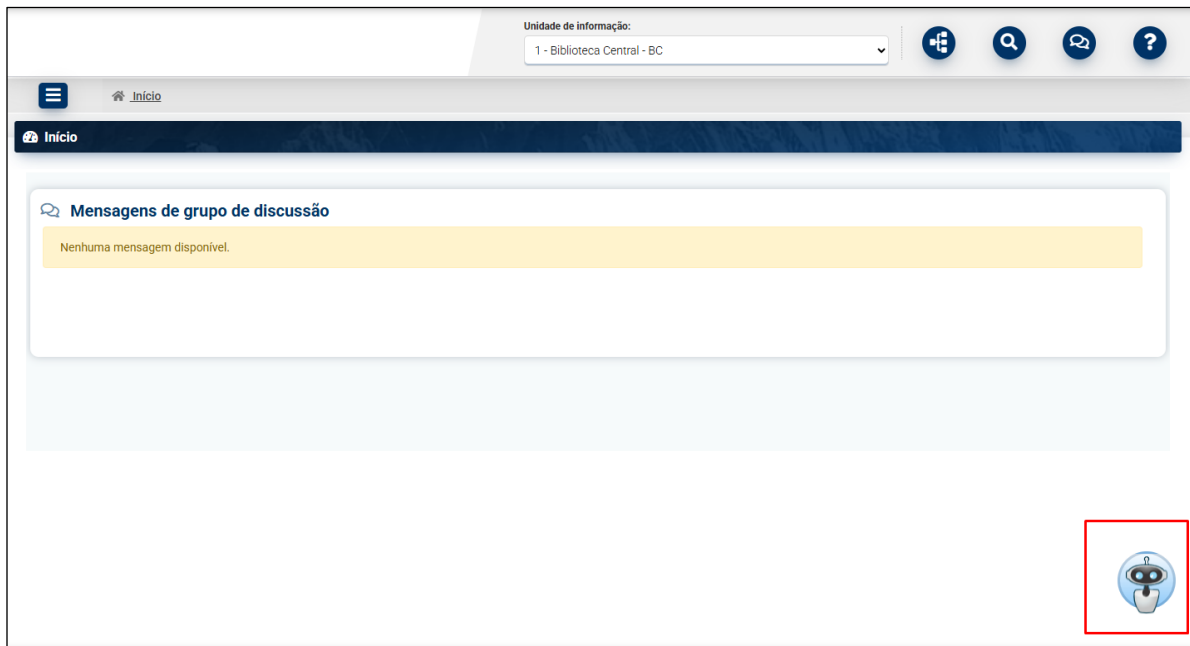 Unidade de informação:
1 - Biblioteca Central - BC
?
Início
Início
Mensagens de grupo de discussão
Nenhuma mensagem disponível.